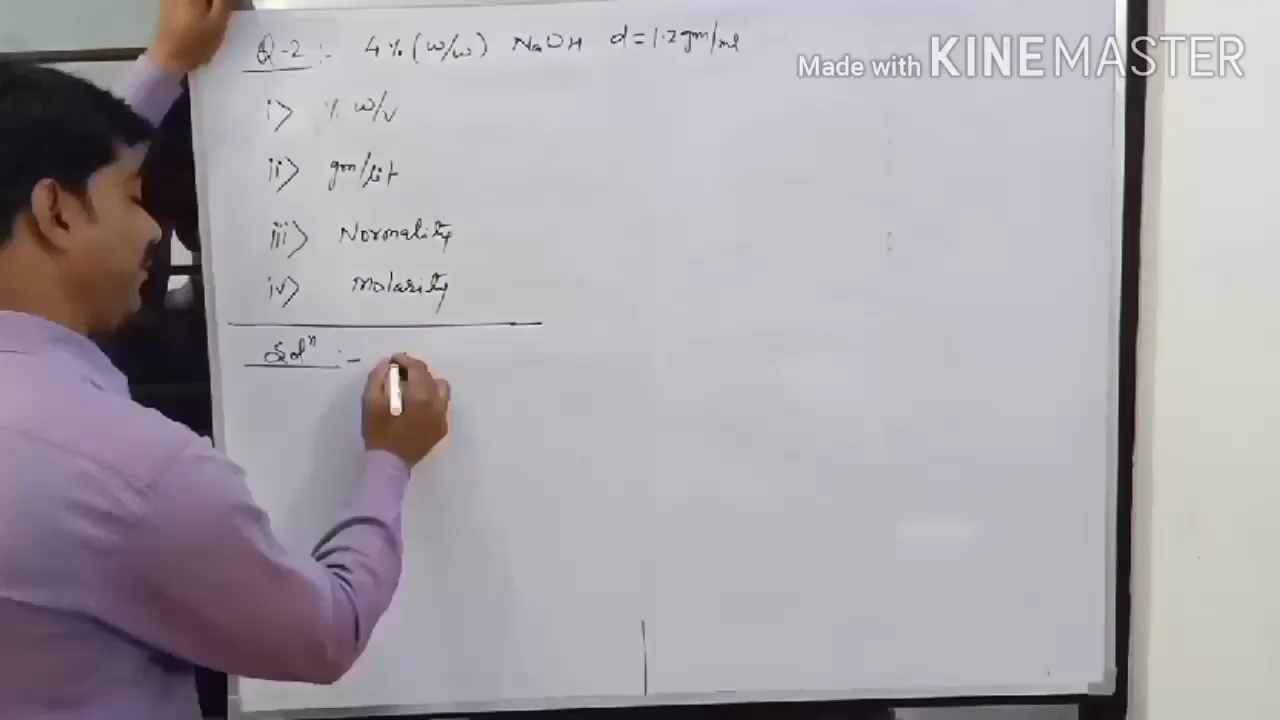 Q-2 :- 4 % (w/w) NaOH d = 1.2 gm/ml
Made with KINEMASTER
i> % w/v
ii> gm/lit
iii> Normality
iv> Molarity
Solⁿ :-